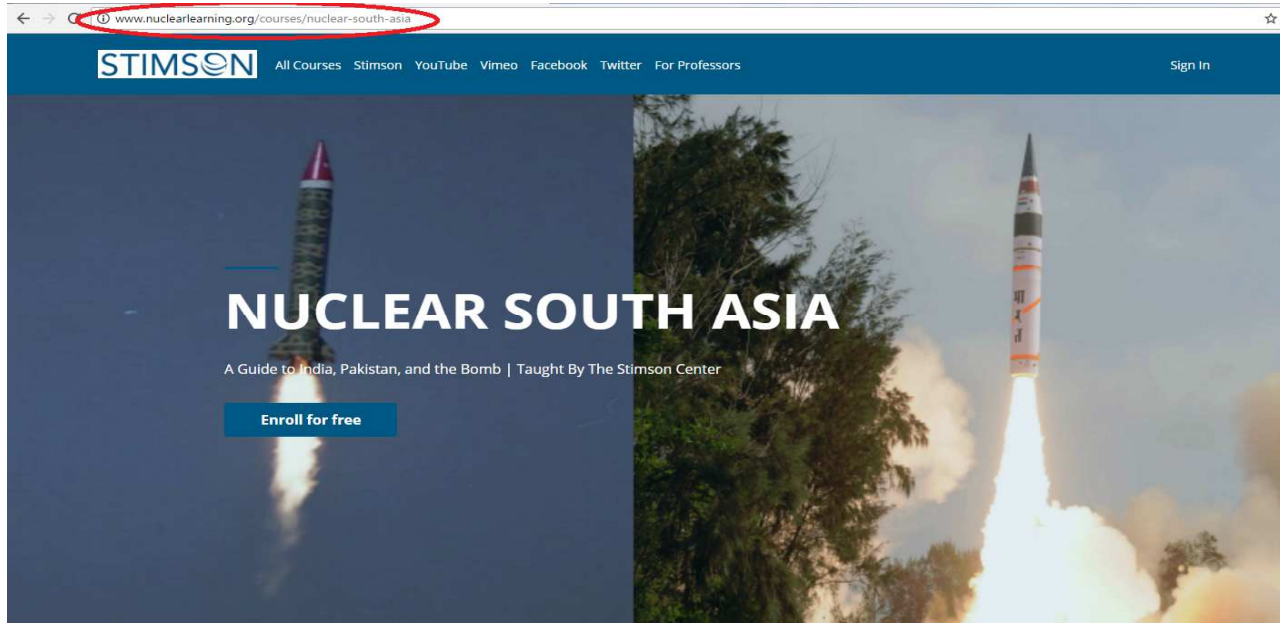 www.nuclearlearning.org/courses/nuclear-south-asia
STIMSON All Courses Stimson YouTube Vimeo Facebook Twitter For Professors Sign In
NUCLEAR SOUTH ASIA
A Guide to India, Pakistan, and the Bomb | Taught By The Stimson Center
Enroll for free
भारत